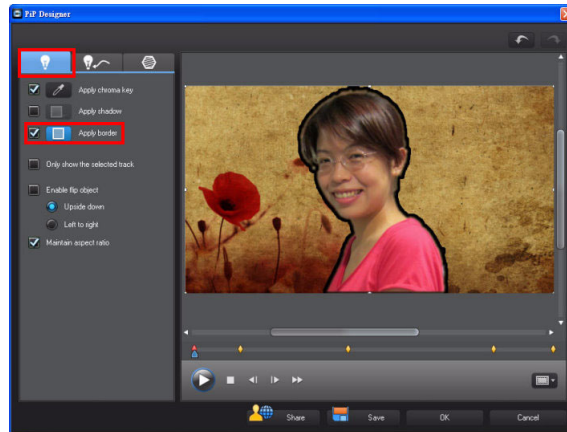 PiP Designer
Apply chroma key
Apply shadow
Apply border
Only show the selected track
Enable flip object
Upside down
Left to right
Maintain aspect ratio
Share
Save
OK
Cancel